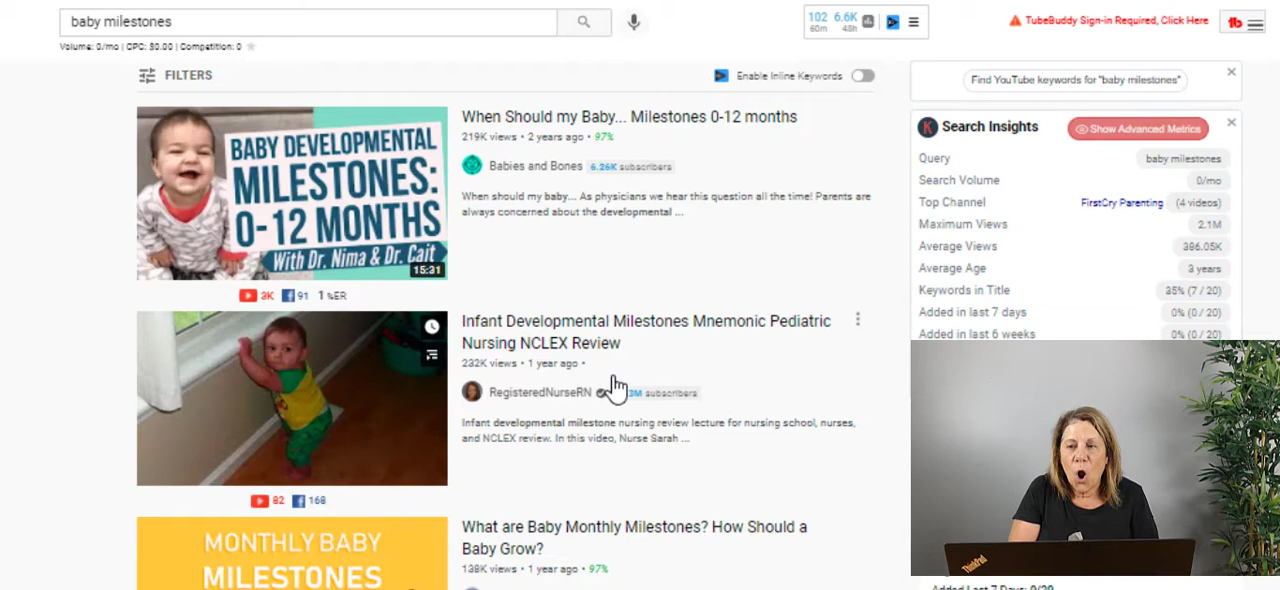 baby milestones
Volume: 0/mo | CPC: $0.00 | Competition: 0
102 6.6K
60m 48h
TubeBuddy Sign-in Required, Click Here
tb
FILTERS
Enable Inline Keywords
Find YouTube keywords for "baby milestones"
BABY DEVELOPMENTAL
MILESTONES:
0-12 MONTHS
With Dr. Nima & Dr. Cait
15:31
3K 91 1 %ER
When Should my Baby... Milestones 0-12 months
219K views • 2 years ago • 97%
Babies and Bones 6.26K subscribers
When should my baby... As physicians we hear this question all the time! Parents are
always concerned about the developmental ...
Infant Developmental Milestones Mnemonic Pediatric
Nursing NCLEX Review
232K views • 1 year ago •
RegisteredNurseRN subscribers
Infant developmental milestone nursing review lecture for nursing school, nurses,
and NCLEX review. In this video, Nurse Sarah ...
82 168
MONTHLY BABY
MILESTONES
What are Baby Monthly Milestones? How Should a
Baby Grow?
138K views • 1 year ago • 97%
K Search Insights
Show Advanced Metrics
Query baby milestones
Search Volume 0/mo
Top Channel FirstCry Parenting (4 videos)
Maximum Views 2.1M
Average Views 386.05K
Average Age 3 years
Keywords in Title 35% (7 / 20)
Added in last 7 days 0% (0 / 20)
Added in last 6 weeks 0% (0 / 20)
ThinkPad
Added Last 7 Days: 0/20